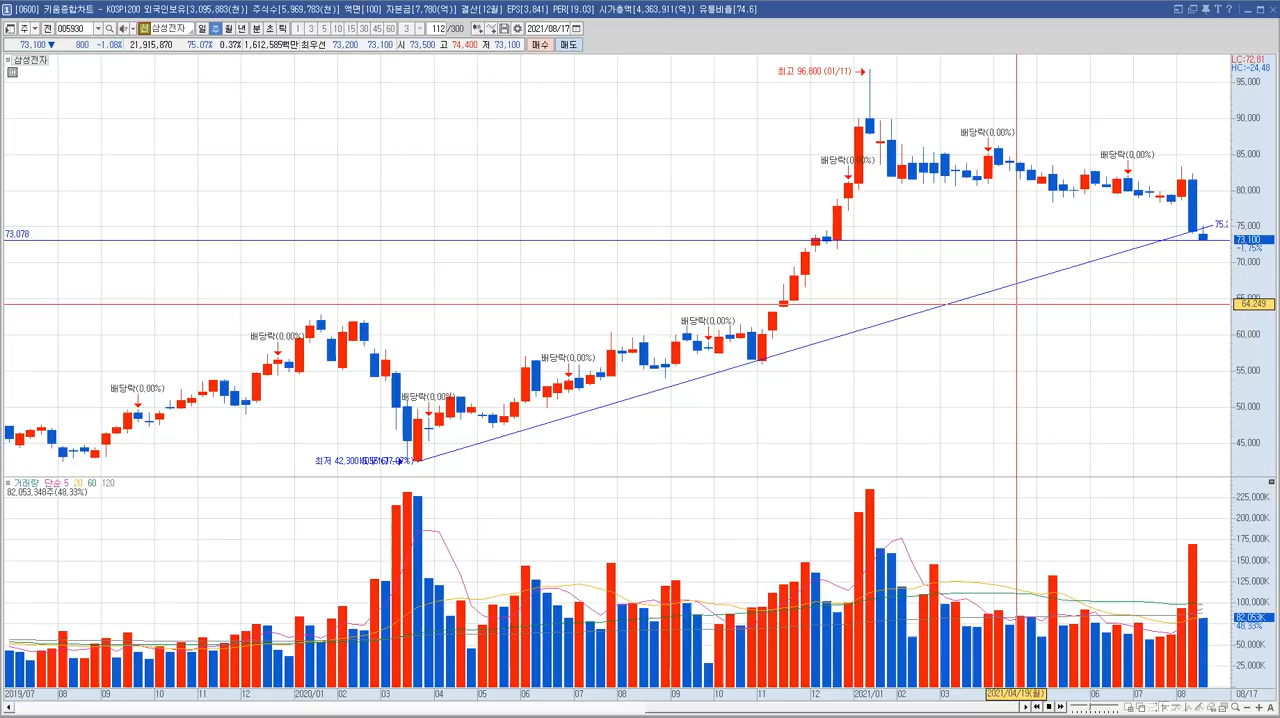 [0600] 키움종합차트 - KOSPI200 외국인보유[3,095,883(천)] 주식수[5,969,783(천)] 액면[100] 자본금[7,780(억)] 결산[12월] EPS[3,841] PER[19.03] 시가총액[4,363,911(억)] 유통비율[74.6]
주 전 005930 신 삼성전자 일 주 월 년 분 초 틱 1 3 5 10 15 30 45 60 3 112 /300 2021/08/17
73,100 ▼ 800 -1.08% 21,915,870 75.07% 0.37% 1,612,585백만 최우선 73,200 73,100 시 73,500 고 74,400 저 73,100 매수 매도
삼성전자
LC:72.81
HC:-24.48
최고 96,800 (01/11)
95,000
90,000
배당락(0.00%)
85,000
배당락(0.00%)
배당락(0.00%)
80,000
75,000
73,078
73,100
-1.75%
70,000
65,000
64,249
배당락(0.00%)
60,000
배당락(0.00%)
배당락(0.00%)
55,000
배당락(0.00%)
배당락(0.00%)
50,000
45,000
최저 42,300
거래량 단순 5 20 60 120
82,053,348주(48.33%)
225,000K
200,000K
175,000K
150,000K
125,000K
100,000K
82,053K
48.33%
50,000K
25,000K
2019/07 08 09 10 11 12 2020/01 02 03 04 05 06 07 08 09 10 11 12 2021/01 02 03 2021/04/19(월) 06 07 08 08/17